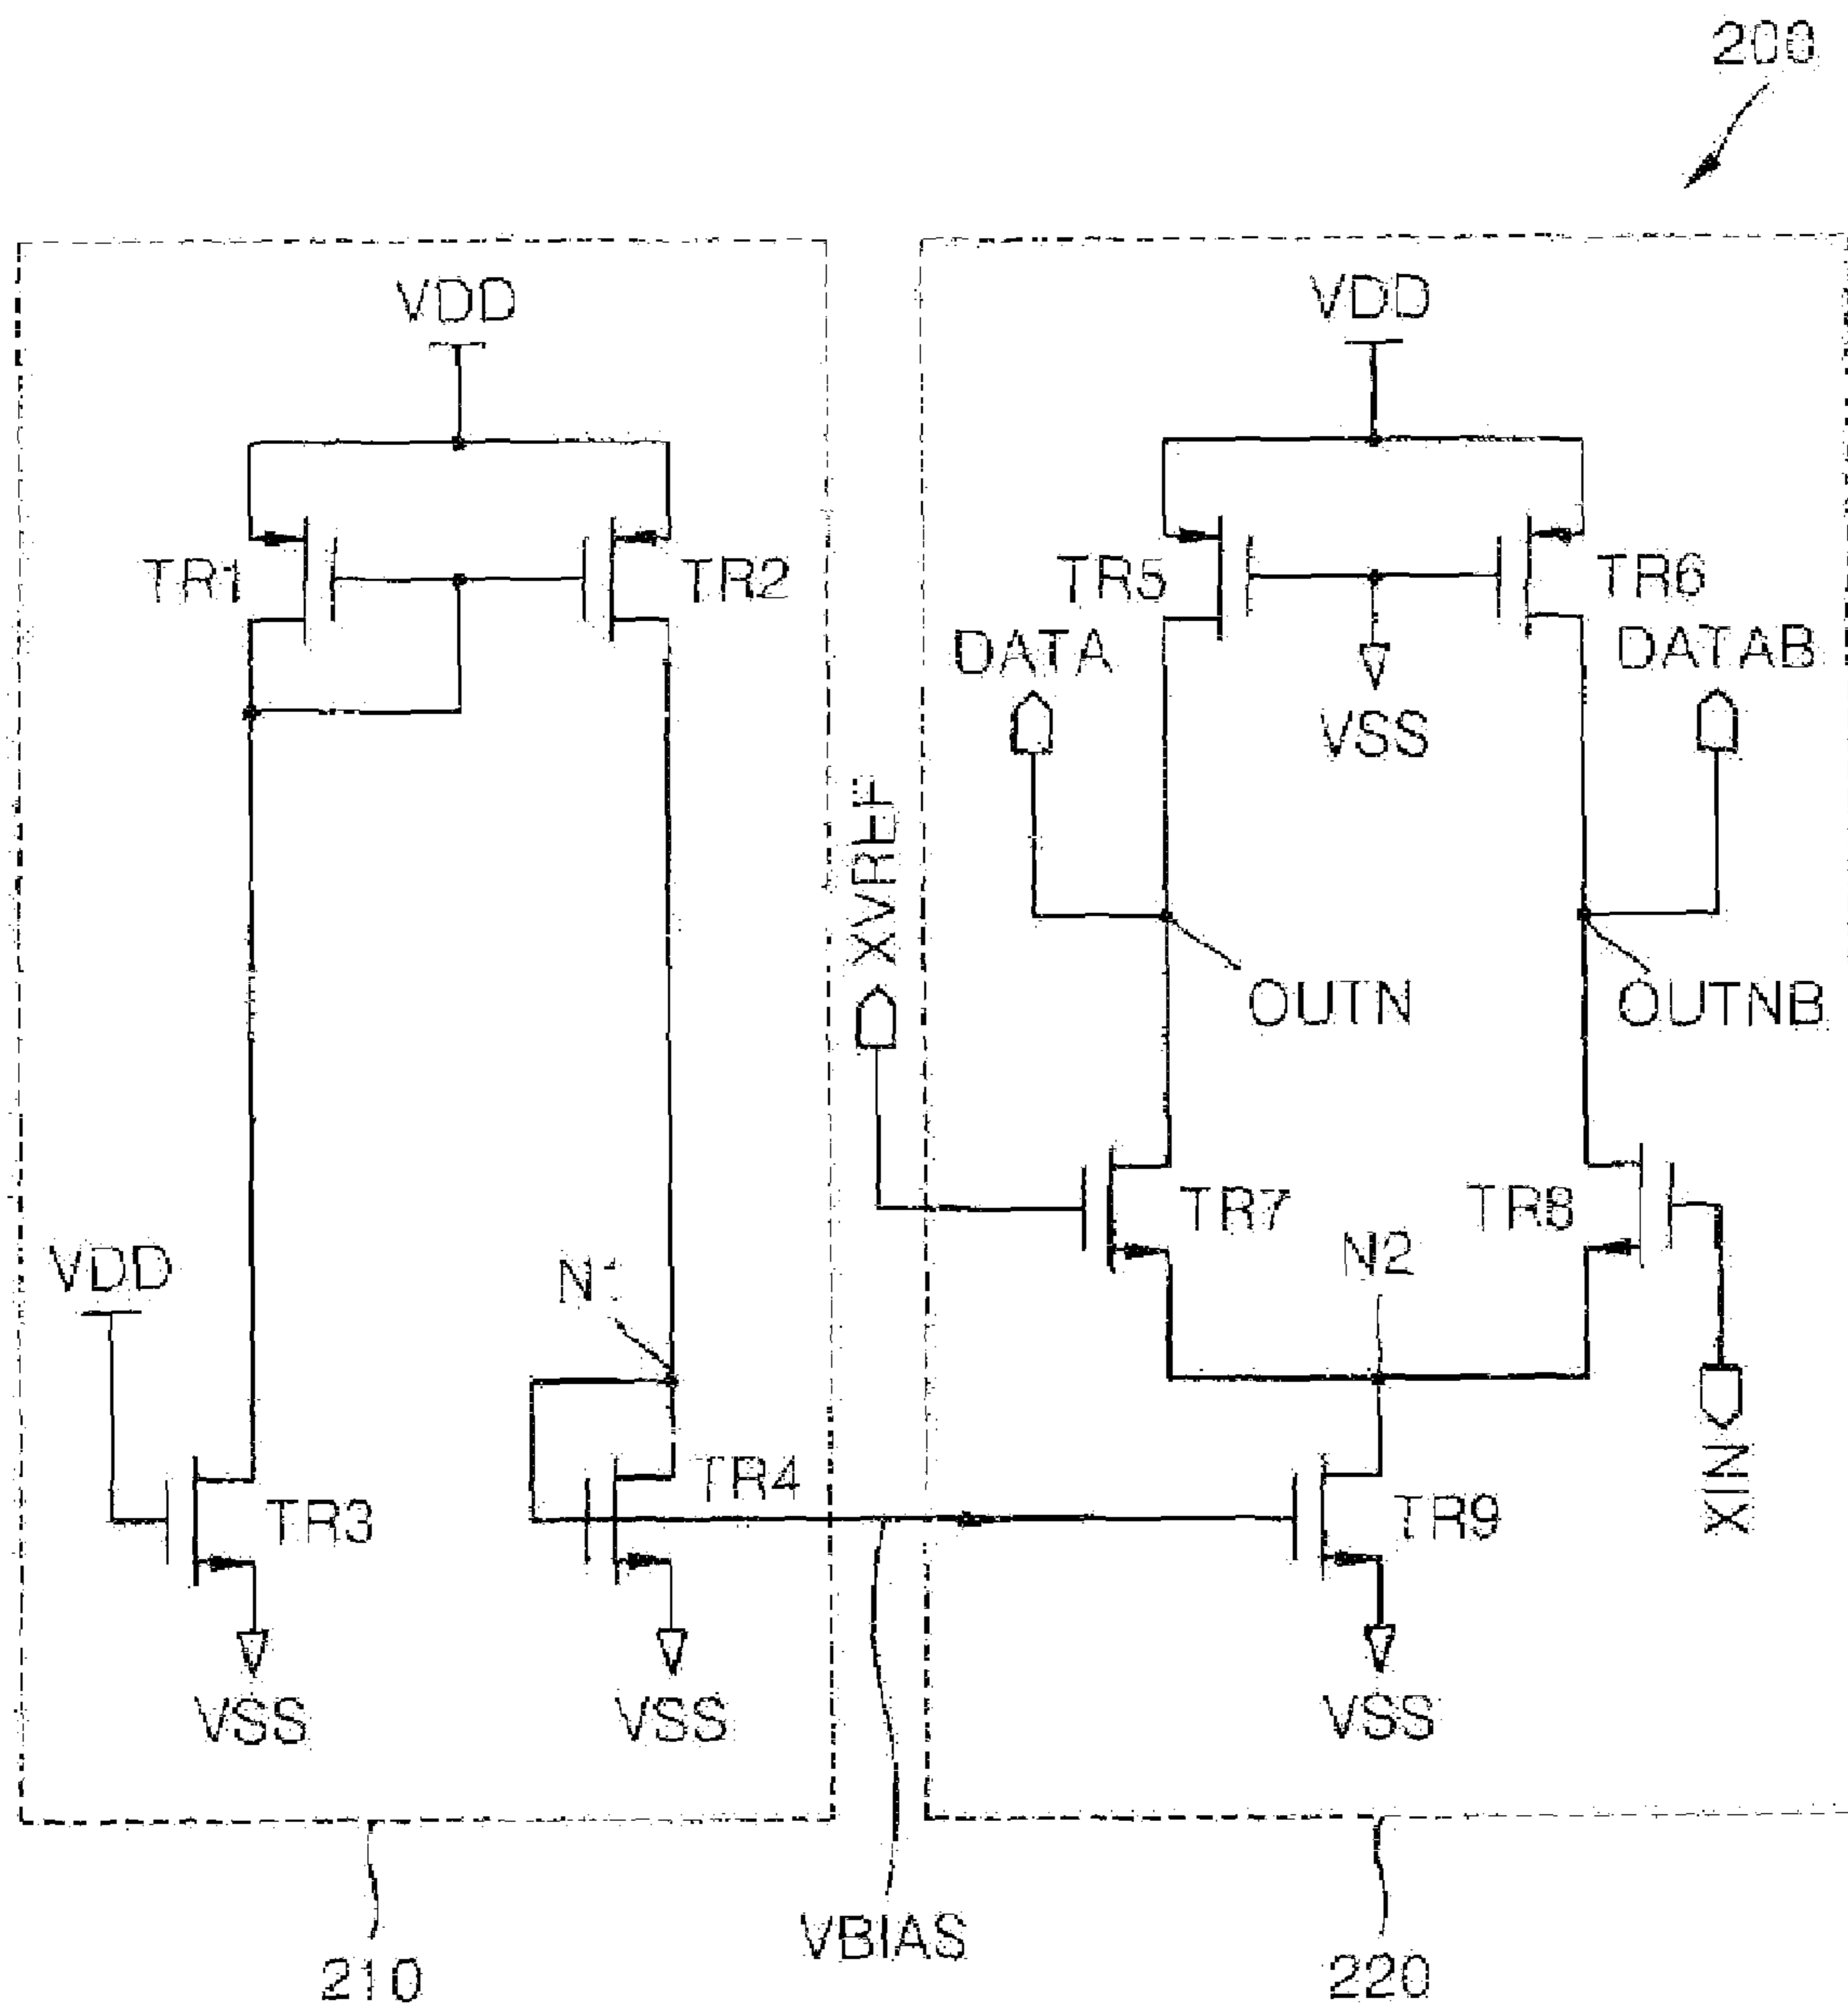 200
VDD
VDD
TR1
TR2
TR5
TR6
DATA
DATAB
VSS
XVREF
OUTN
OUTNB
TR7
TR8
VDD
N1
N2
TR3
TR4
TR9
XIN
VSS
VSS
VSS
VBIAS
210
220